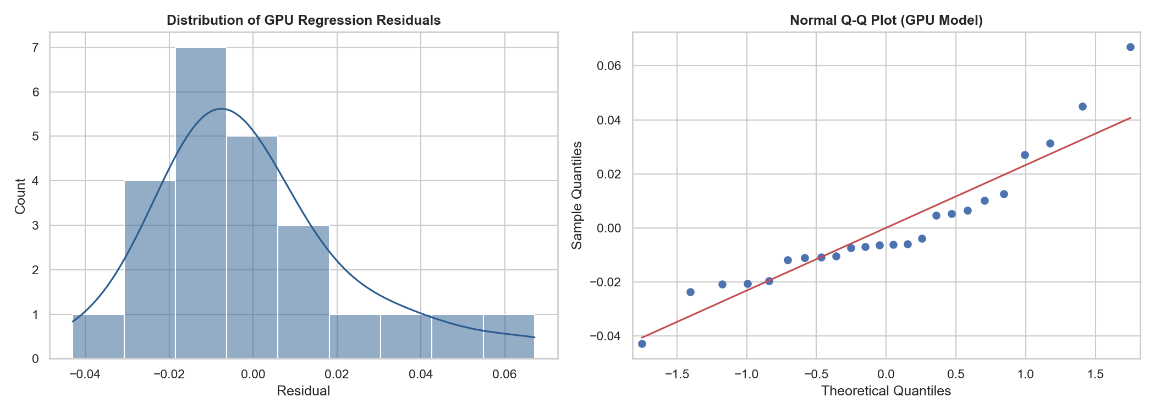 Distribution of GPU Regression Residuals
7
6
5
4
3
2
1
0
Count
−0.04 −0.02 0.00 0.02 0.04 0.06
Residual
Normal Q-Q Plot (GPU Model)
0.06
0.04
0.02
0.00
−0.02
−0.04
Sample Quantiles
−1.5 −1.0 −0.5 0.0 0.5 1.0 1.5
Theoretical Quantiles